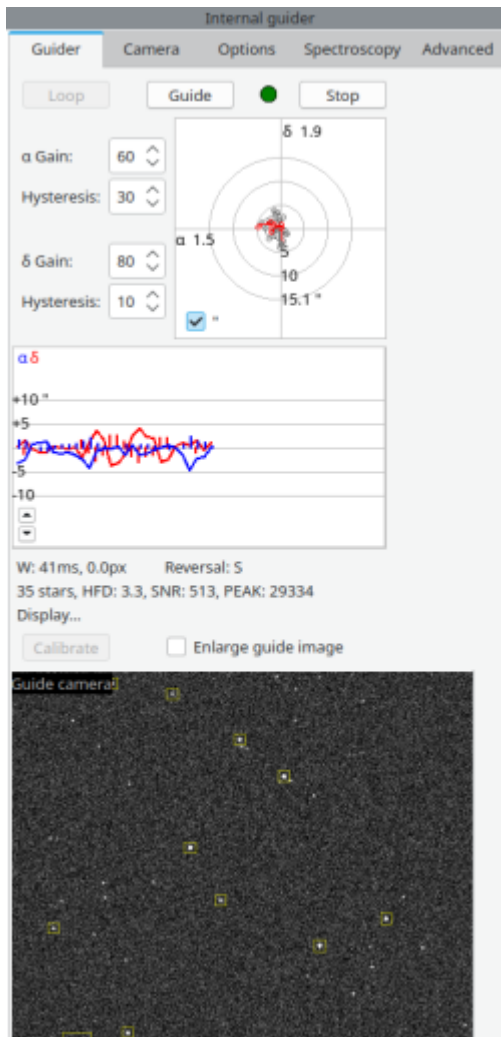 Internal guider
Guider Camera Options Spectroscopy Advanced
Loop Guide Stop
δ 1.9
α Gain: 60
Hysteresis: 30
α 1.5
δ Gain: 80
Hysteresis: 10
5
10
15.1 "
"
αδ
+10 "
+5
-5
-10
W: 41ms, 0.0px Reversal: S
35 stars, HFD: 3.3, SNR: 513, PEAK: 29334
Display...
Calibrate Enlarge guide image
Guide camera